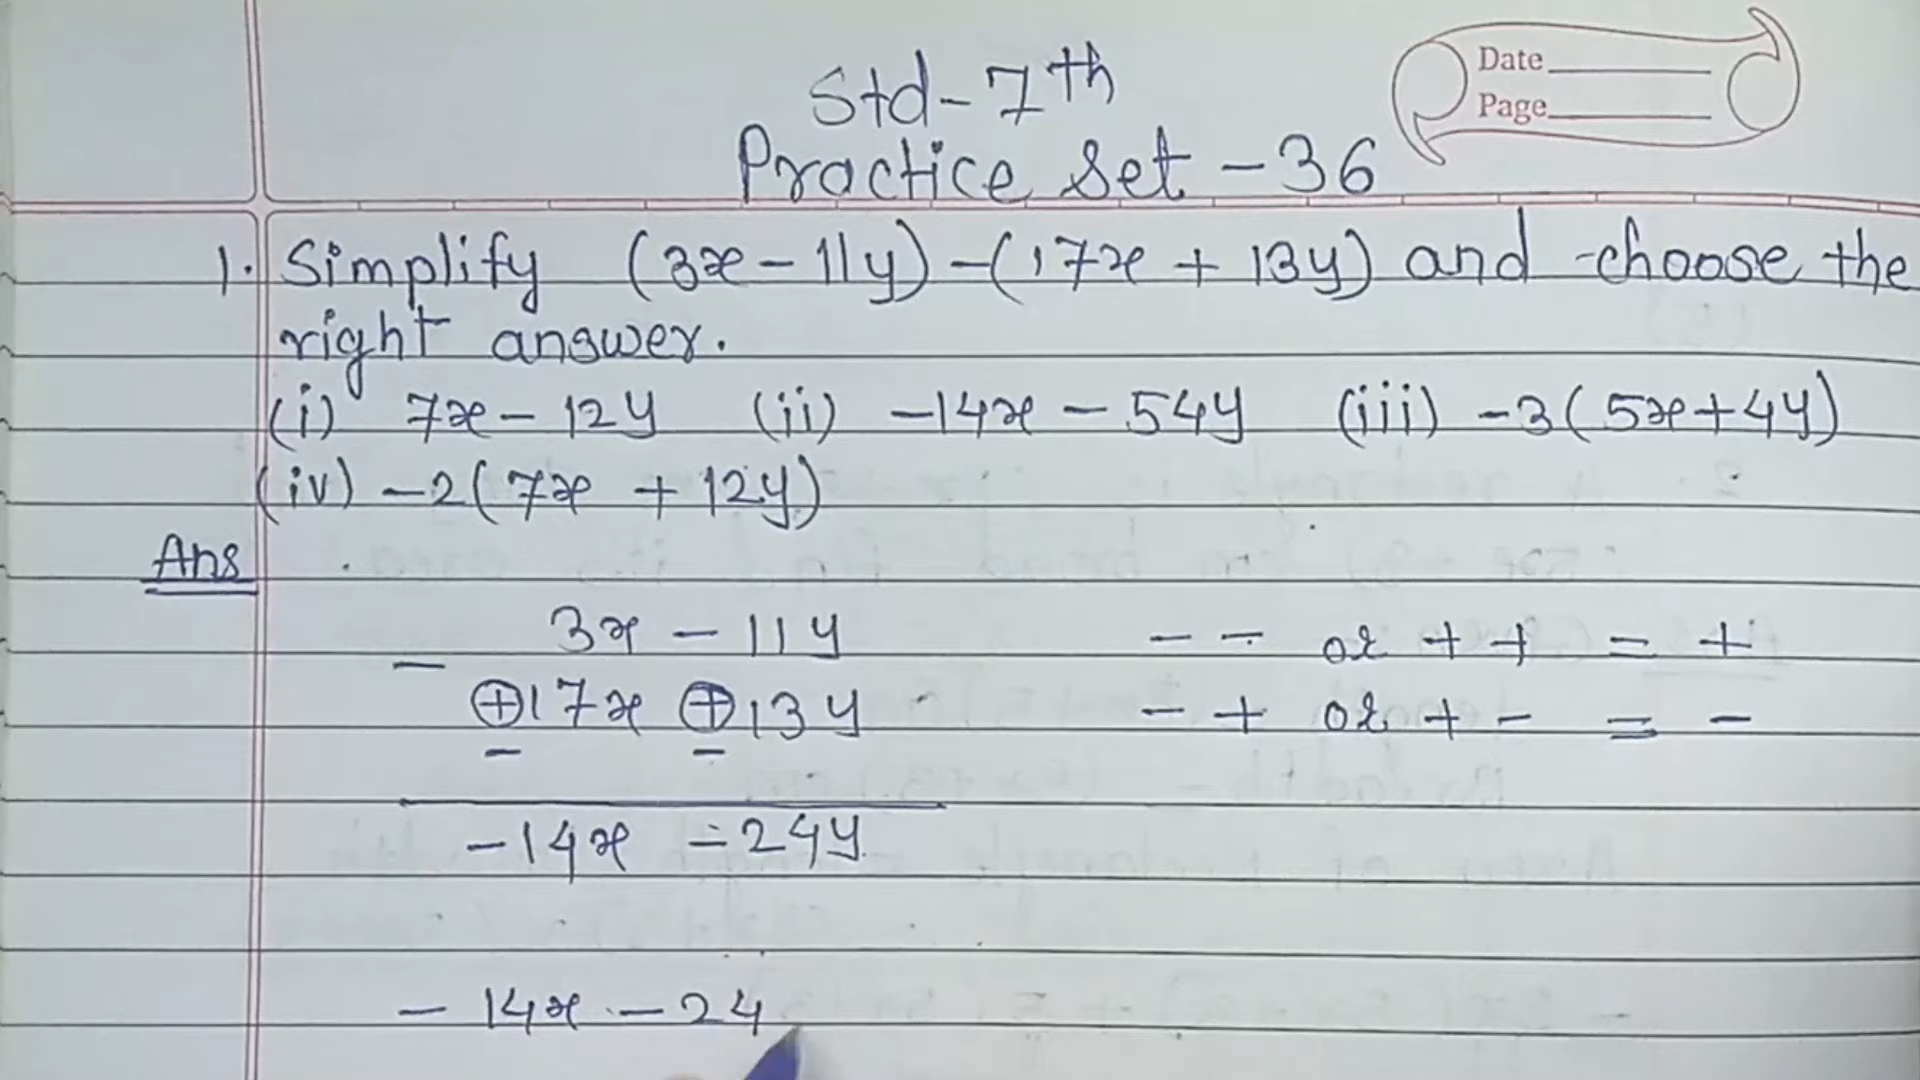 Date
Page
Std-7th
Practice Set - 36
1. Simplify (3x - 11y) - (17x + 13y) and choose the
right answer.
(i) 7x - 12y (ii) -14x - 54y (iii) -3(5x+4y)
(iv) -2(7x + 12y)
Ans
3x - 11y - - or + + = +
-
⊕17x ⊕13y - + or + - = -
- -
-14x -24y
- 14x - 24